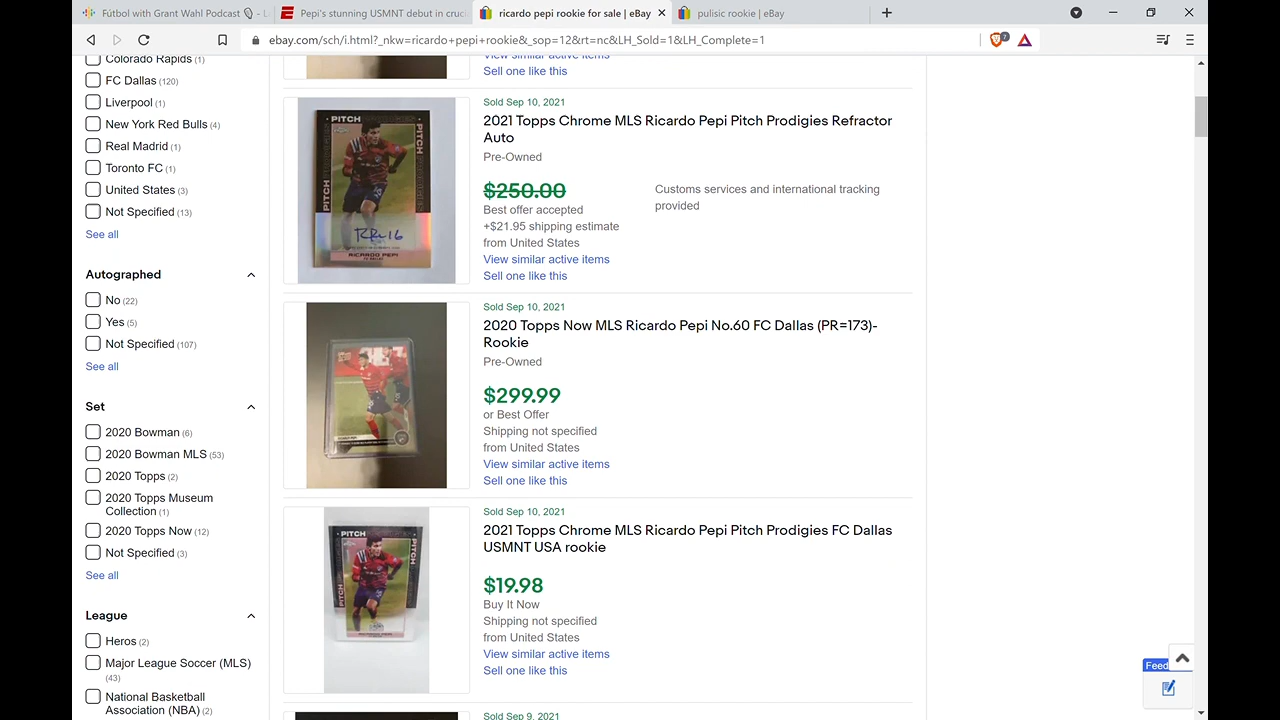 Fútbol with Grant Wahl Podcast
Pepi's stunning USMNT debut in cruc
ricardo pepi rookie for sale | eBay
pulisic rookie | eBay
ebay.com/sch/i.html?_nkw=ricardo+pepi+rookie&_sop=12&rt=nc&LH_Sold=1&LH_Complete=1
7
Colorado Rapids (1)
FC Dallas (120)
Liverpool (1)
New York Red Bulls (4)
Real Madrid (1)
Toronto FC (1)
United States (3)
Not Specified (13)
See all
Autographed
No (22)
Yes (5)
Not Specified (107)
See all
Set
2020 Bowman (6)
2020 Bowman MLS (53)
2020 Topps (2)
2020 Topps Museum
Collection (1)
2020 Topps Now (12)
Not Specified (3)
See all
League
Heros (2)
Major League Soccer (MLS)
(43)
National Basketball
Association (NBA) (2)
View similar active items
Sell one like this
PITCH
PITCH
PITCH
RICARDO PEPI
Sold Sep 10, 2021
2021 Topps Chrome MLS Ricardo Pepi Pitch Prodigies Refractor
Auto
Pre-Owned
$250.00
Best offer accepted
+$21.95 shipping estimate
from United States
View similar active items
Sell one like this
Customs services and international tracking
provided
Sold Sep 10, 2021
2020 Topps Now MLS Ricardo Pepi No.60 FC Dallas (PR=173)-
Rookie
Pre-Owned
$299.99
or Best Offer
Shipping not specified
from United States
View similar active items
Sell one like this
PITCH
PITCH
PITCH
Sold Sep 10, 2021
2021 Topps Chrome MLS Ricardo Pepi Pitch Prodigies FC Dallas
USMNT USA rookie
$19.98
Buy It Now
Shipping not specified
from United States
View similar active items
Sell one like this
Sold Sep 9, 2021